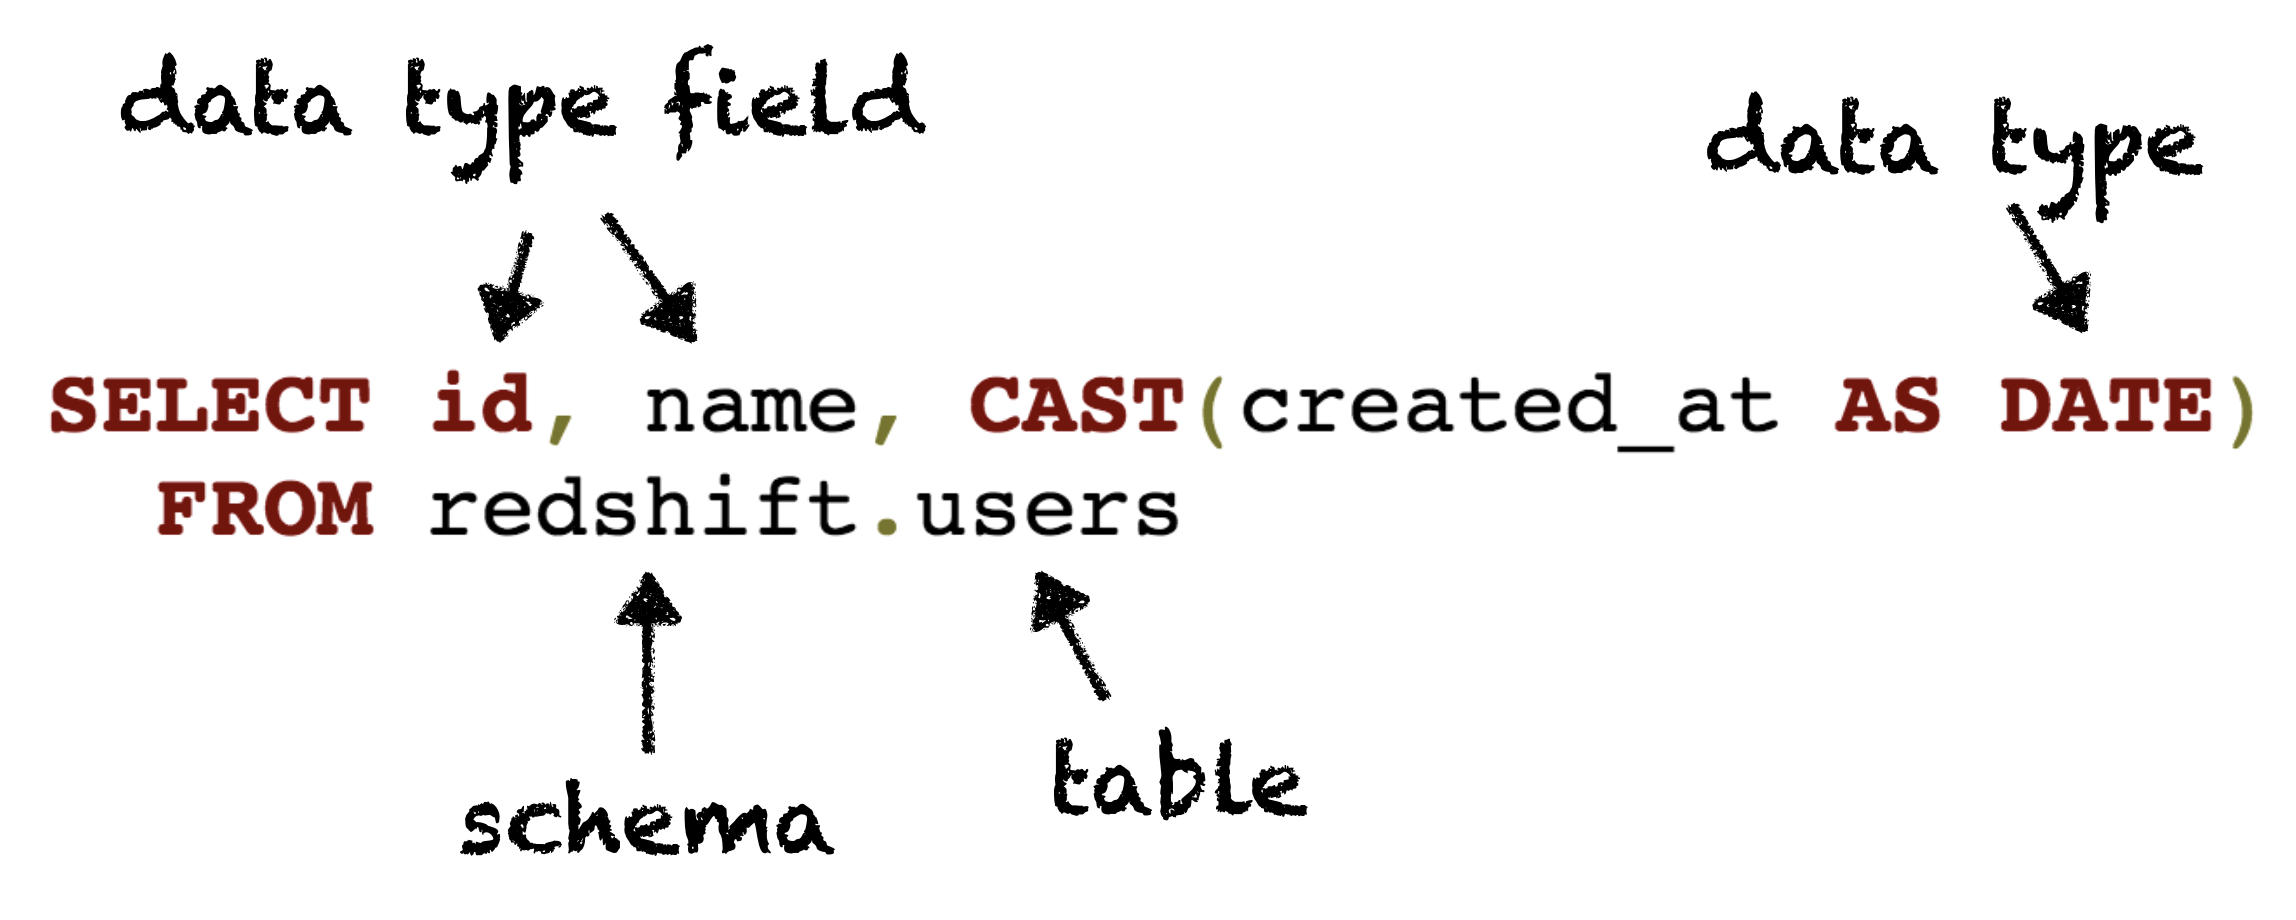 data type field
data type
SELECT id, name, CAST(created_at AS DATE)
FROM redshift.users
schema
table